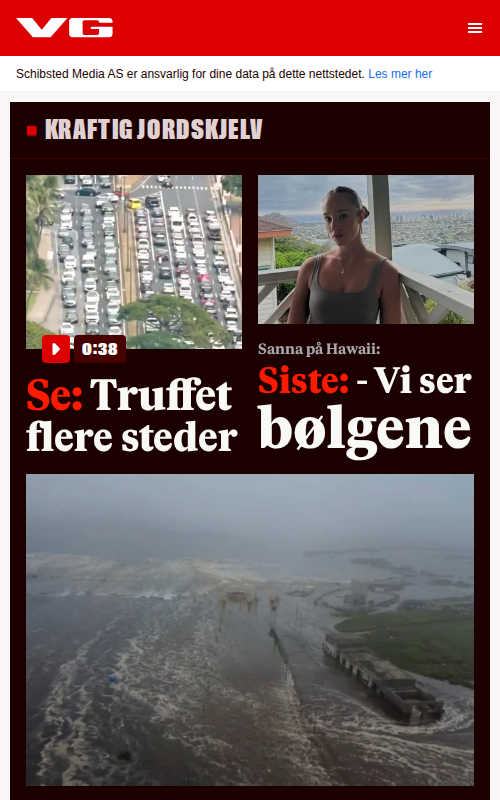 VG
Schibsted Media AS er ansvarlig for dine data på dette nettstedet. Les mer her
KRAFTIG JORDSKJELV
0:38
Se: Truffet
flere steder
Sanna på Hawaii:
Siste: - Vi ser
bølgene